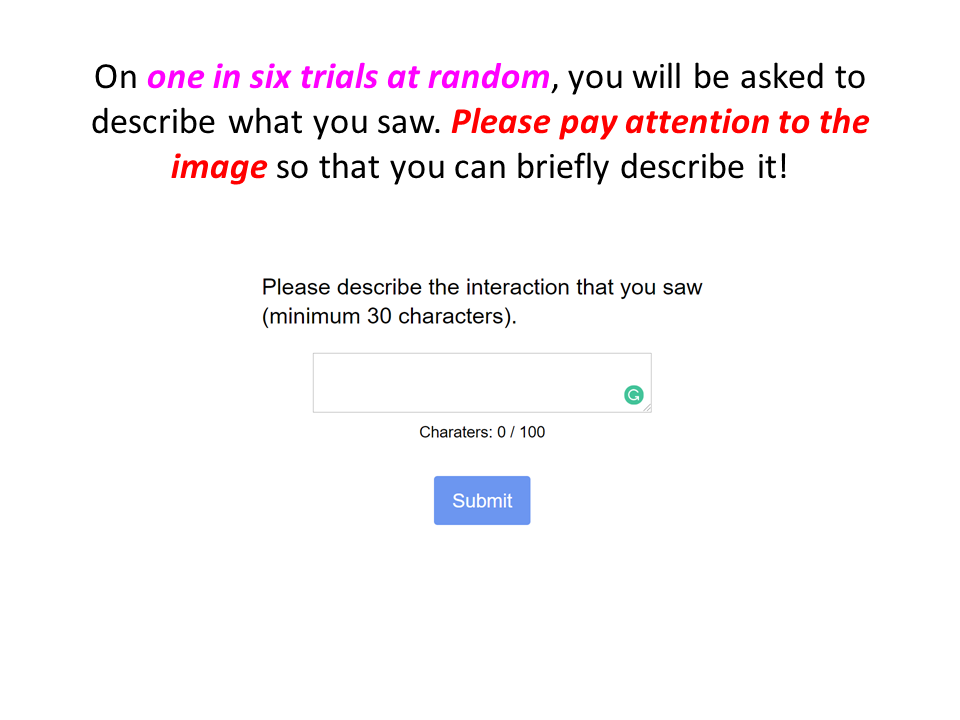 On one in six trials at random, you will be asked to
describe what you saw. Please pay attention to the
image so that you can briefly describe it!
Please describe the interaction that you saw
(minimum 30 characters).
Charaters: 0 / 100
Submit